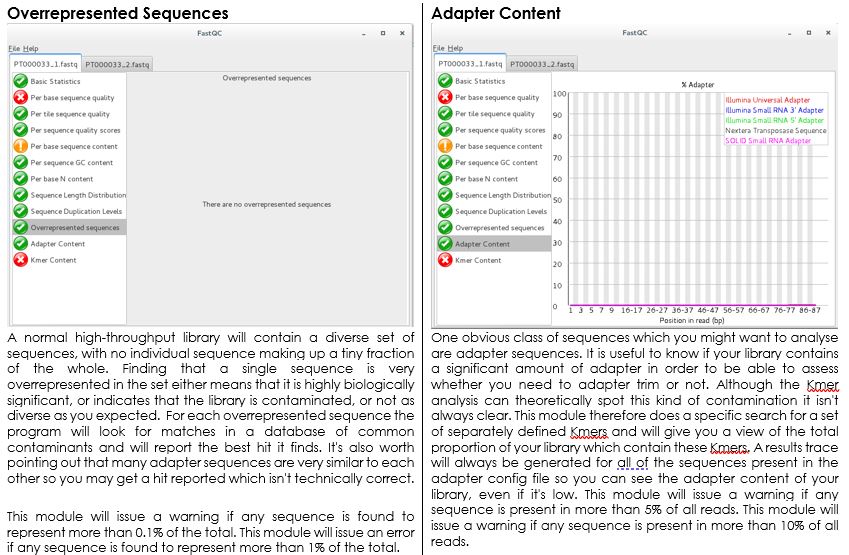 Overrepresented Sequences
FastQC
File Help
PT000033_1.fastq PT000033_2.fastq
Basic Statistics
Per base sequence quality
Per tile sequence quality
Per sequence quality scores
Per base sequence content
Per sequence GC content
Per base N content
Sequence Length Distribution
Sequence Duplication Levels
Overrepresented sequences
Adapter Content
Kmer Content
Overrepresented sequences
There are no overrepresented sequences
A normal high-throughput library will contain a diverse set of
sequences, with no individual sequence making up a tiny fraction
of the whole. Finding that a single sequence is very
overrepresented in the set either means that it is highly biologically
significant, or indicates that the library is contaminated, or not as
diverse as you expected. For each overrepresented sequence the
program will look for matches in a database of common
contaminants and will report the best hit it finds. It's also worth
pointing out that many adapter sequences are very similar to each
other so you may get a hit reported which isn't technically correct.
This module will issue a warning if any sequence is found to
represent more than 0.1% of the total. This module will issue an error
if any sequence is found to represent more than 1% of the total.
Adapter Content
FastQC
File Help
PT000033_1.fastq PT000033_2.fastq
Basic Statistics
Per base sequence quality
Per tile sequence quality
Per sequence quality scores
Per base sequence content
Per sequence GC content
Per base N content
Sequence Length Distribution
Sequence Duplication Levels
Overrepresented sequences
Adapter Content
Kmer Content
% Adapter
100
90
80
70
60
50
40
30
20
10
0
Illumina Universal Adapter
Illumina Small RNA 3' Adapter
Illumina Small RNA 5' Adapter
Nextera Transposase Sequence
SOLID Small RNA Adapter
1 3 5 7 9 16-17 26-27 36-37 46-47 56-57 66-67 76-77 86-87
Position in read (bp)
One obvious class of sequences which you might want to analyse
are adapter sequences. It is useful to know if your library contains
a significant amount of adapter in order to be able to assess
whether you need to adapter trim or not. Although the Kmer
analysis can theoretically spot this kind of contamination it isn't
always clear. This module therefore does a specific search for a set
of separately defined Kmers and will give you a view of the total
proportion of your library which contain these Kmers. A results trace
will always be generated for all of the sequences present in the
adapter config file so you can see the adapter content of your
library, even if it's low. This module will issue a warning if any
sequence is present in more than 5% of all reads. This module will
issue a warning if any sequence is present in more than 10% of all
reads.